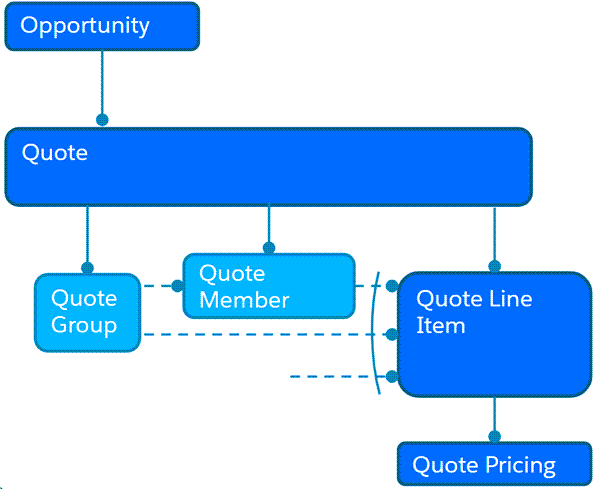 Opportunity
Quote
Quote
Group
Quote
Member
Quote Line
Item
Quote Pricing